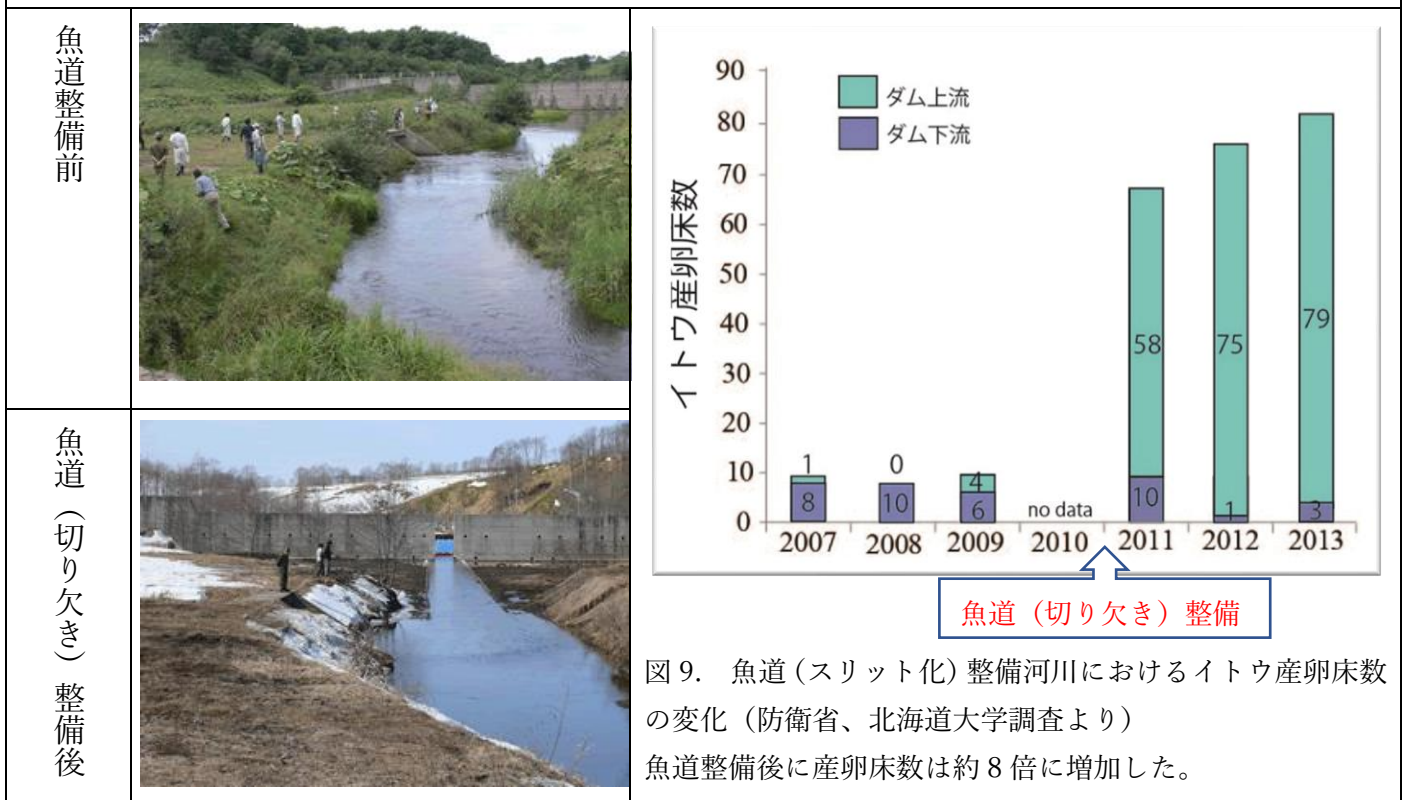 魚道整備前
魚道（切り欠き）整備後
90
80
70
60
50
40
30
20
10
0
イトウ産卵床数
ダム上流
ダム下流
1
8
0
10
4
6
no data
58
10
75
1
79
3
2007 2008 2009 2010 2011 2012 2013
魚道（切り欠き）整備
図 9. 魚道（スリット化）整備河川におけるイトウ産卵床数
の変化（防衛省、北海道大学調査より）
魚道整備後に産卵床数は約 8 倍に増加した。